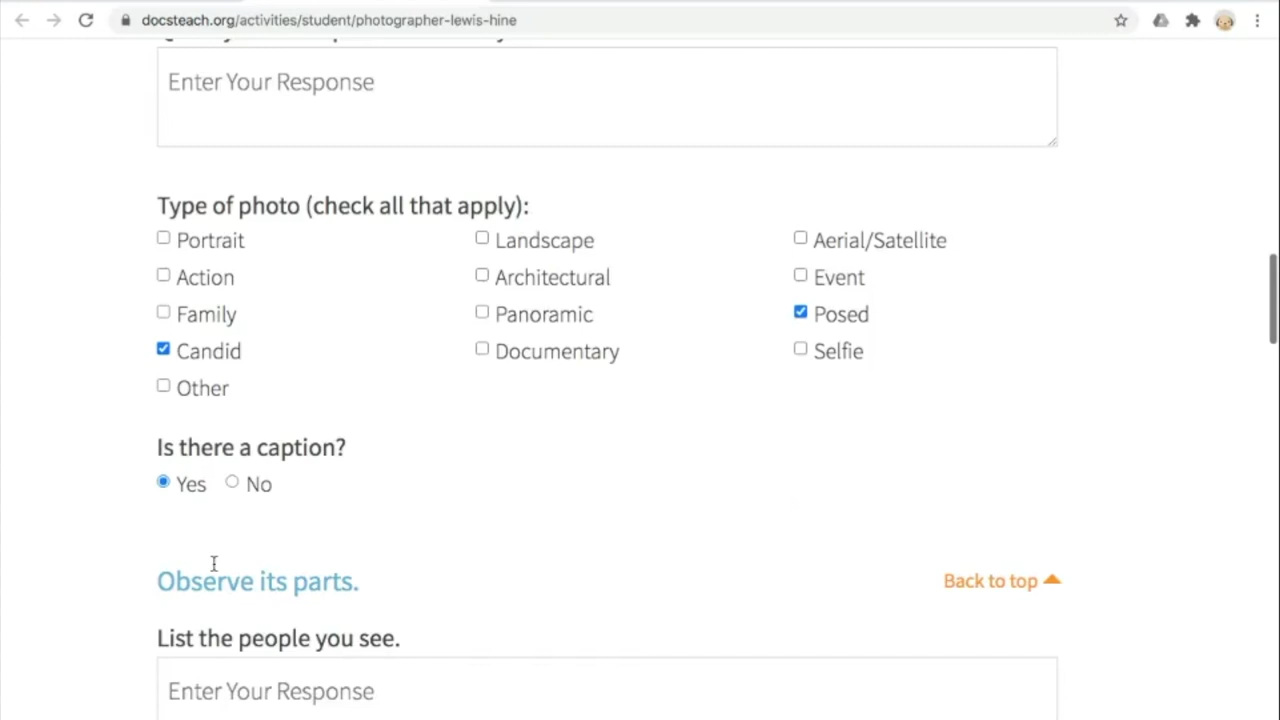 docsteach.org/activities/student/photographer-lewis-hine
Enter Your Response
Type of photo (check all that apply):
Portrait Landscape Aerial/Satellite
Action Architectural Event
Family Panoramic Posed
Candid Documentary Selfie
Other
Is there a caption?
Yes No
Observe its parts. Back to top
List the people you see.
Enter Your Response